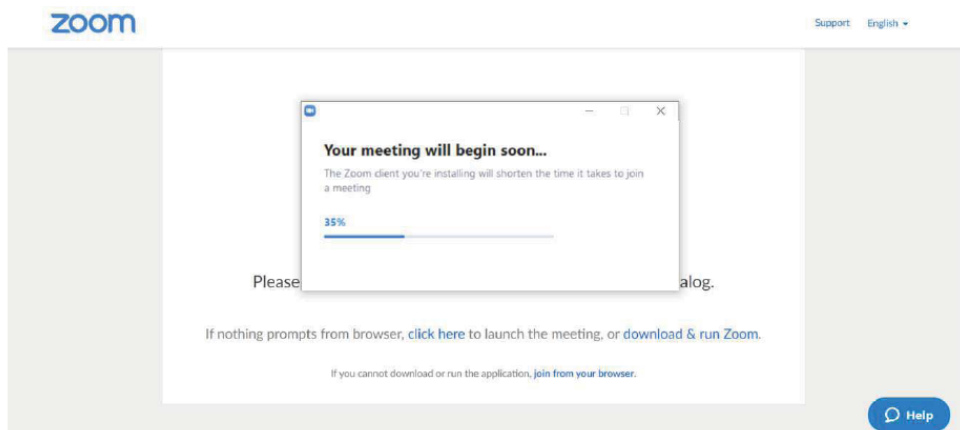 zoom
Support English
Your meeting will begin soon...
The Zoom client you're installing will shorten the time it takes to join
a meeting
35%
Please alog.
If nothing prompts from browser, click here to launch the meeting, or download & run Zoom.
If you cannot download or run the application, join from your browser.
Help